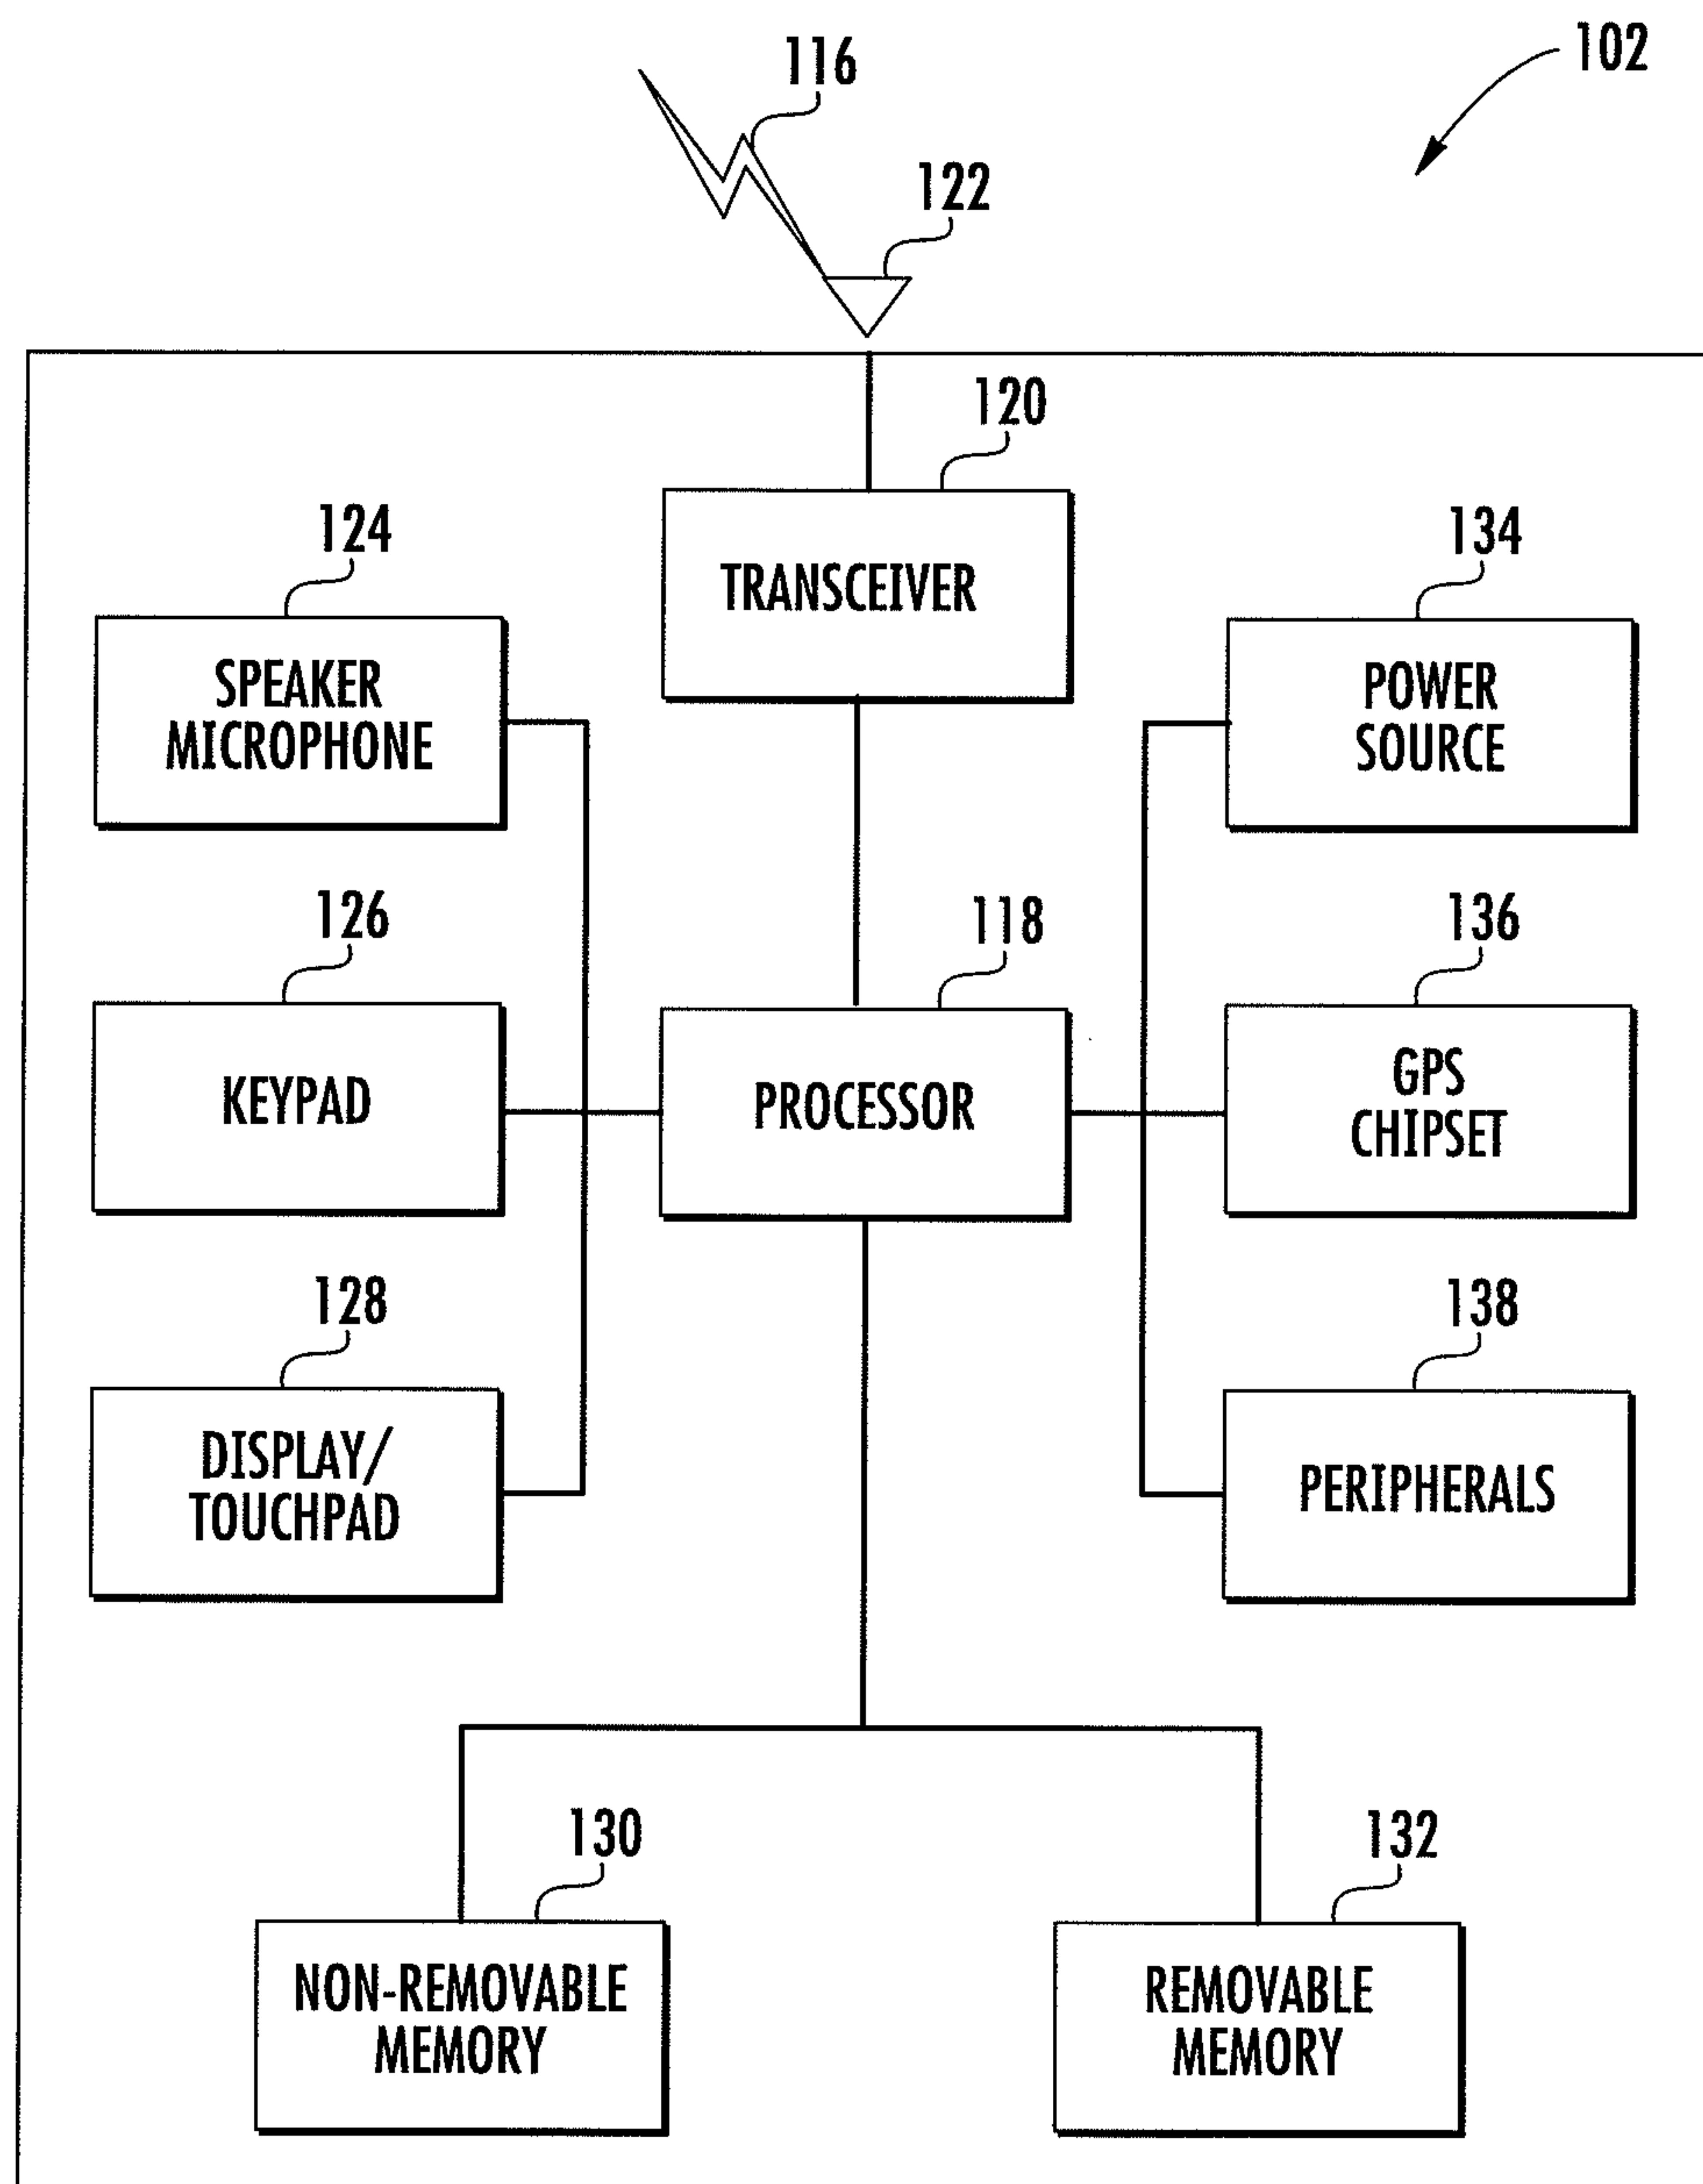 102
116
122
120
TRANSCEIVER
124
SPEAKER
MICROPHONE
134
POWER
SOURCE
126
KEYPAD
118
PROCESSOR
136
GPS
CHIPSET
128
DISPLAY/
TOUCHPAD
138
PERIPHERALS
130
NON-REMOVABLE
MEMORY
132
REMOVABLE
MEMORY